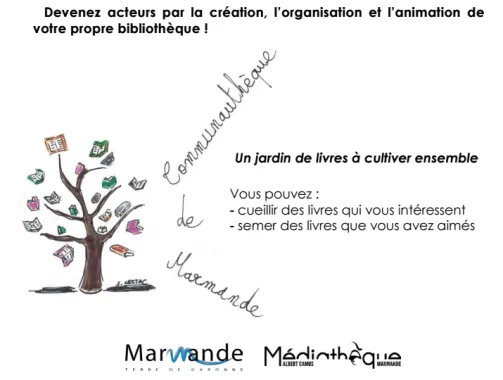 Devenez acteurs par la création, l'organisation et l'animation de
votre propre bibliothèque !
Communauthèque
de
Marmande
Un jardin de livres à cultiver ensemble
Vous pouvez :
- cueillir des livres qui vous intéressent
- semer des livres que vous avez aimés
J. LESTAC
Marmande
TERRE DE GARONNE
Médiathèque
ALBERT CAMUS
MARMANDE